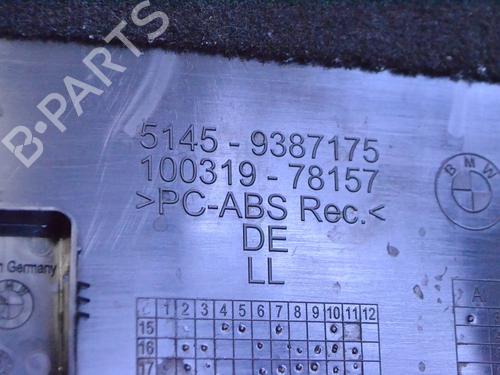 B-PARTS
5145 - 9387175
100319 - 78157
>PC-ABS Rec.<
DE
LL
BMW
n Germany
1 2 3 4 5 6 7 8 9 10 11 12
15
16
17
A